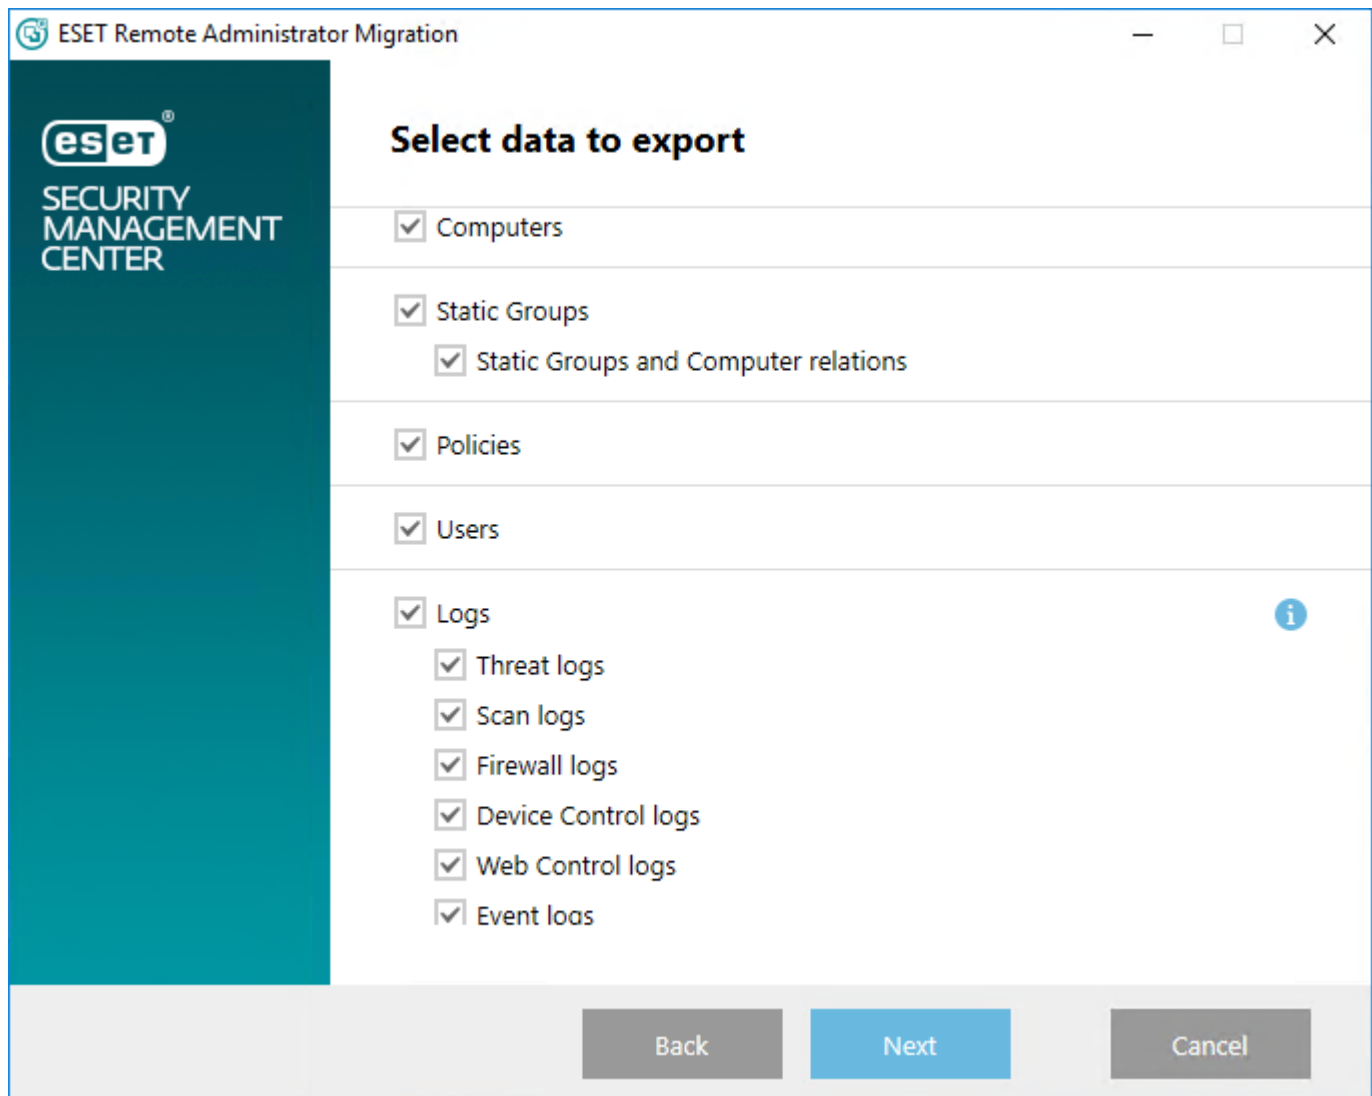 ESET Remote Administrator Migration
eseT®
SECURITY
MANAGEMENT
CENTER
Select data to export
Computers
Static Groups
Static Groups and Computer relations
Policies
Users
Logs
i
Threat logs
Scan logs
Firewall logs
Device Control logs
Web Control logs
Event logs
Back
Next
Cancel